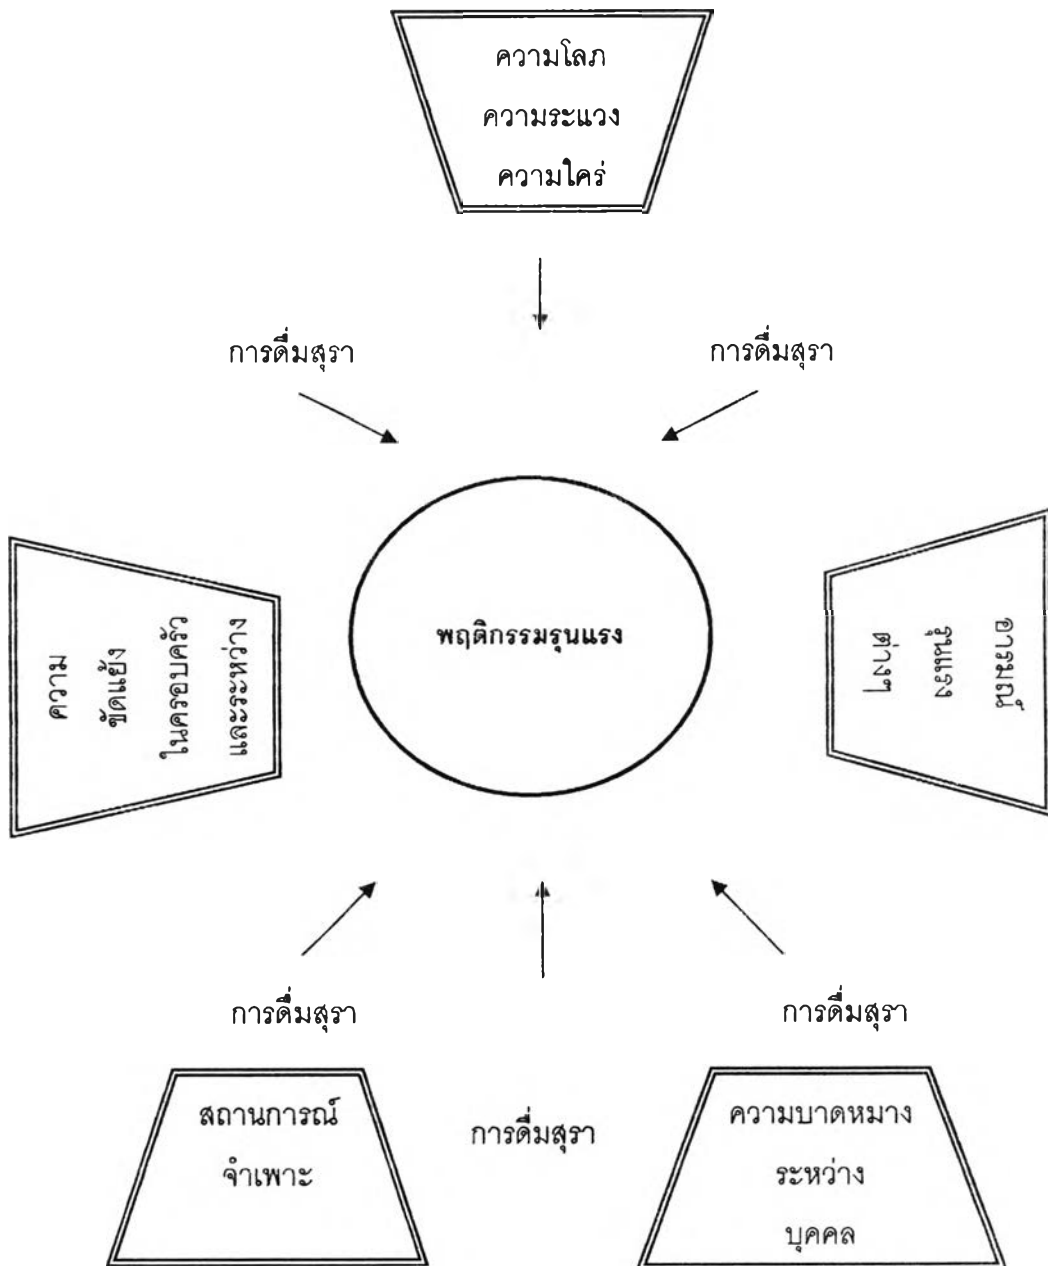 ความโลภ
ความระแวง
ความใคร่
การดื่มสุรา
การดื่มสุรา
ความ
ขัดแย้ง
ในครอบครัว
และระหว่าง
พฤติกรรมรุนแรง
อารมณ์
รุนแรง
ต่างๆ
การดื่มสุรา
การดื่มสุรา
สถานการณ์
จำเพาะ
การดื่มสุรา
ความบาดหมาง
ระหว่าง
บุคคล